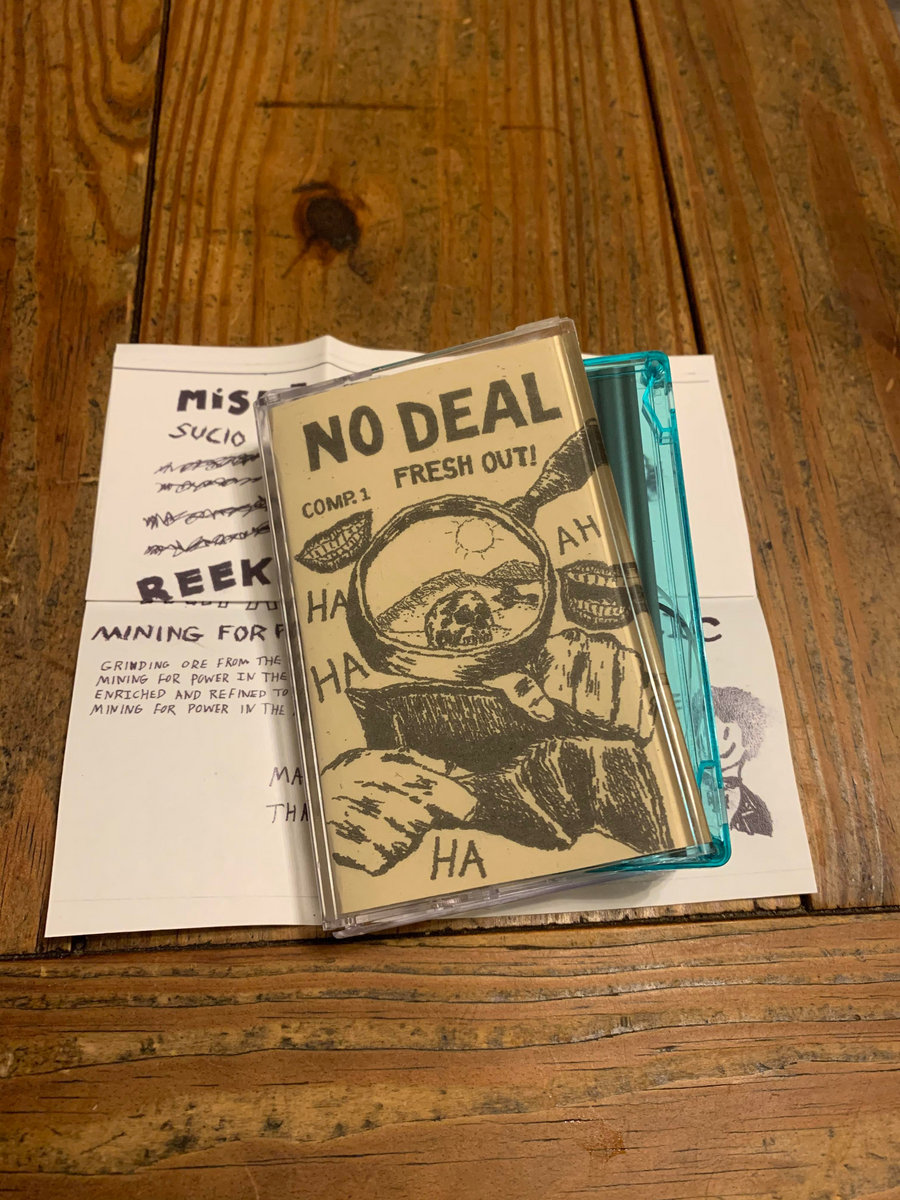 NO DEAL
FRESH OUT!
COMP. 1
AH
HA
HA
HA
SUCIO
REEK
MINING FOR
GRINDING ORE FROM THE
MINING FOR POWER IN THE
ENRICHED AND REFINED TO
MINING FOR POWER IN THE